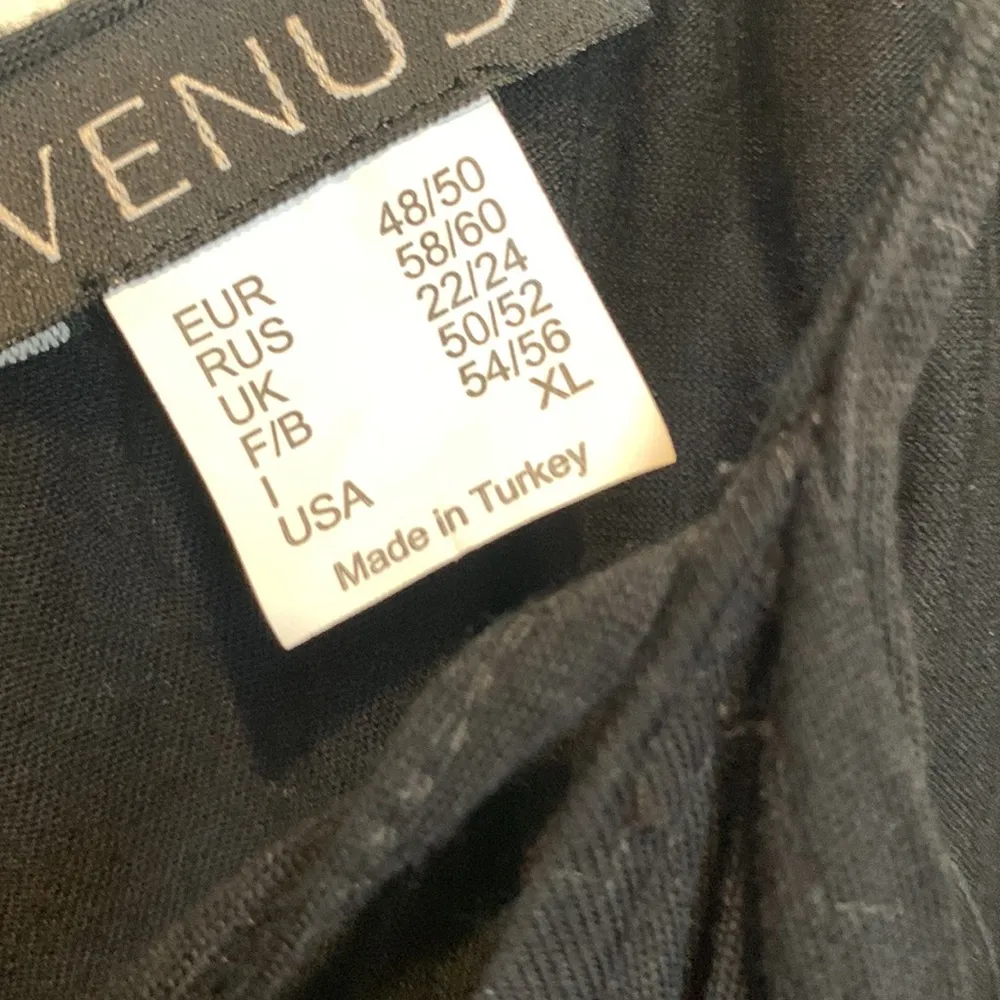 VENUS
EUR 48/50
RUS 58/60
UK 22/24
F/B 50/52
I 54/56
USA XL
Made in Turkey